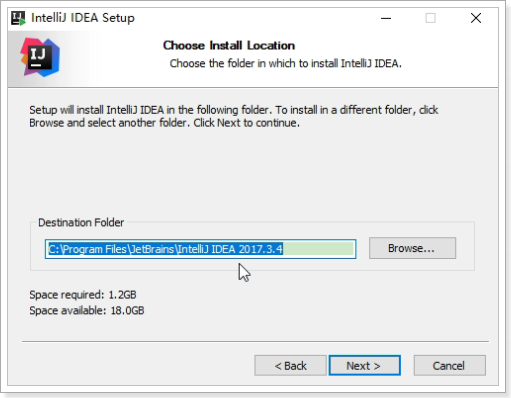 IntelliJ IDEA Setup
IJ
Choose Install Location
Choose the folder in which to install IntelliJ IDEA.
Setup will install IntelliJ IDEA in the following folder. To install in a different folder, click
Browse and select another folder. Click Next to continue.
Destination Folder
C:\Program Files\JetBrains\IntelliJ IDEA 2017.3.4
Browse...
Space required: 1.2GB
Space available: 18.0GB
< Back
Next >
Cancel